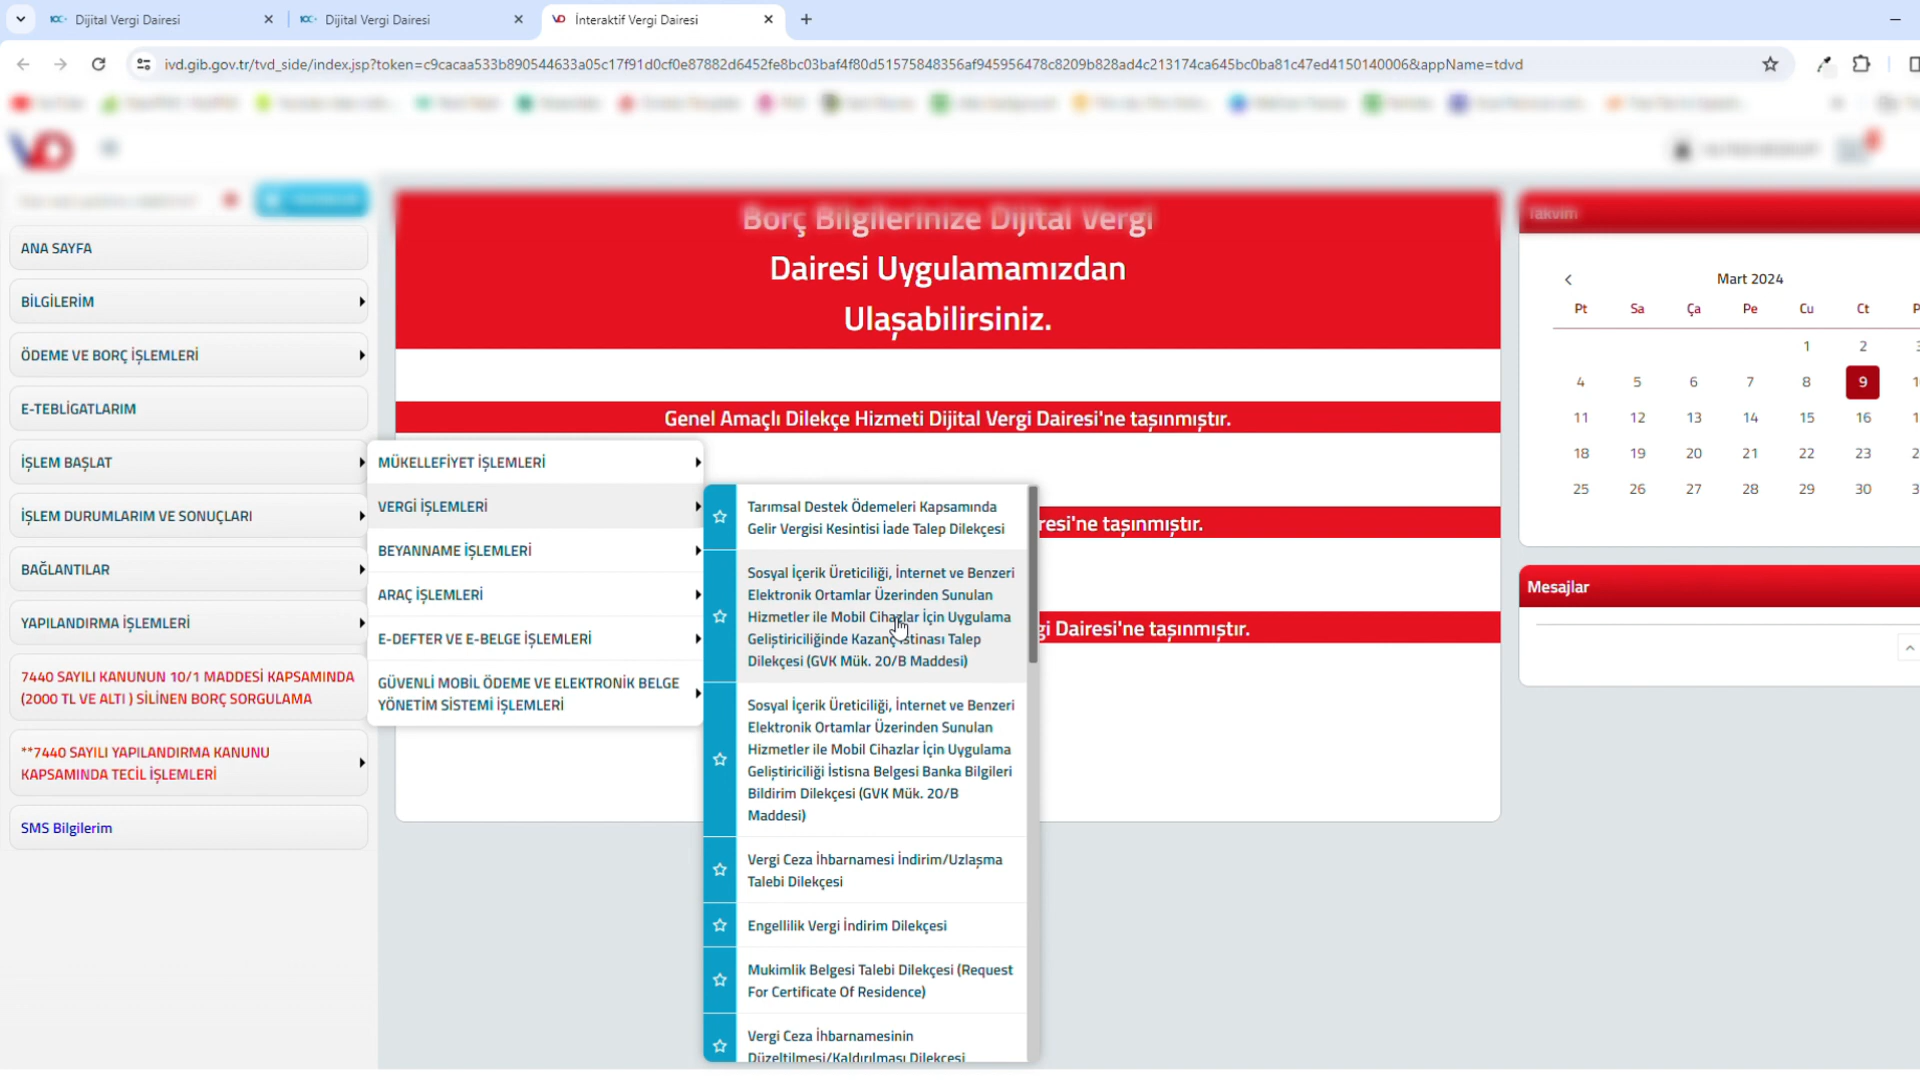 Dijital Vergi Dairesi
Dijital Vergi Dairesi
İnteraktif Vergi Dairesi
ivd.gib.gov.tr/tvd_side/index.jsp?token=c9cacaa533b890544633a05c17f91d0cf0e87882d6452fe8bc03baf4f80d51575848356af945956478c8209b828ad4c213174ca645bc0ba81c47ed4150140006&appName=tdvd
VD
ANA SAYFA
BİLGİLERİM
ÖDEME VE BORÇ İŞLEMLERİ
E-TEBLİGATLARIM
İŞLEM BAŞLAT
İŞLEM DURUMLARIM VE SONUÇLARI
BAĞLANTILAR
YAPILANDIRMA İŞLEMLERİ
7440 SAYILI KANUNUN 10/1 MADDESİ KAPSAMINDA
(2000 TL VE ALTI ) SİLİNEN BORÇ SORGULAMA
**7440 SAYILI YAPILANDIRMA KANUNU
KAPSAMINDA TECİL İŞLEMLERİ
SMS Bilgilerim
MÜKELLEFİYET İŞLEMLERİ
VERGİ İŞLEMLERİ
BEYANNAME İŞLEMLERİ
ARAÇ İŞLEMLERİ
E-DEFTER VE E-BELGE İŞLEMLERİ
GÜVENLİ MOBİL ÖDEME VE ELEKTRONİK BELGE
YÖNETİM SİSTEMİ İŞLEMLERİ
Tarımsal Destek Ödemeleri Kapsamında
Gelir Vergisi Kesintisi İade Talep Dilekçesi
Sosyal İçerik Üreticiliği, İnternet ve Benzeri
Elektronik Ortamlar Üzerinden Sunulan
Hizmetler ile Mobil Cihazlar İçin Uygulama
Geliştiriciliğinde Kazanç İstinası Talep
Dilekçesi (GVK Mük. 20/B Maddesi)
Sosyal İçerik Üreticiliği, İnternet ve Benzeri
Elektronik Ortamlar Üzerinden Sunulan
Hizmetler ile Mobil Cihazlar İçin Uygulama
Geliştiriciliği İstisna Belgesi Banka Bilgileri
Bildirim Dilekçesi (GVK Mük. 20/B
Maddesi)
Vergi Ceza İhbarnamesi İndirim/Uzlaşma
Talebi Dilekçesi
Engellilik Vergi İndirim Dilekçesi
Mukimlik Belgesi Talebi Dilekçesi (Request
For Certificate Of Residence)
Vergi Ceza İhbarnamesinin
Düzeltilmesi/Kaldırılması Dilekçesi
Borç Bilgilerinize Dijital Vergi
Dairesi Uygulamamızdan
Ulaşabilirsiniz.
Genel Amaçlı Dilekçe Hizmeti Dijital Vergi Dairesi'ne taşınmıştır.
resi'ne taşınmıştır.
gi Dairesi'ne taşınmıştır.
Takvim
Mart 2024
Pt Sa Ça Pe Cu Ct
1 2
4 5 6 7 8 9
11 12 13 14 15 16
18 19 20 21 22 23
25 26 27 28 29 30
Mesajlar